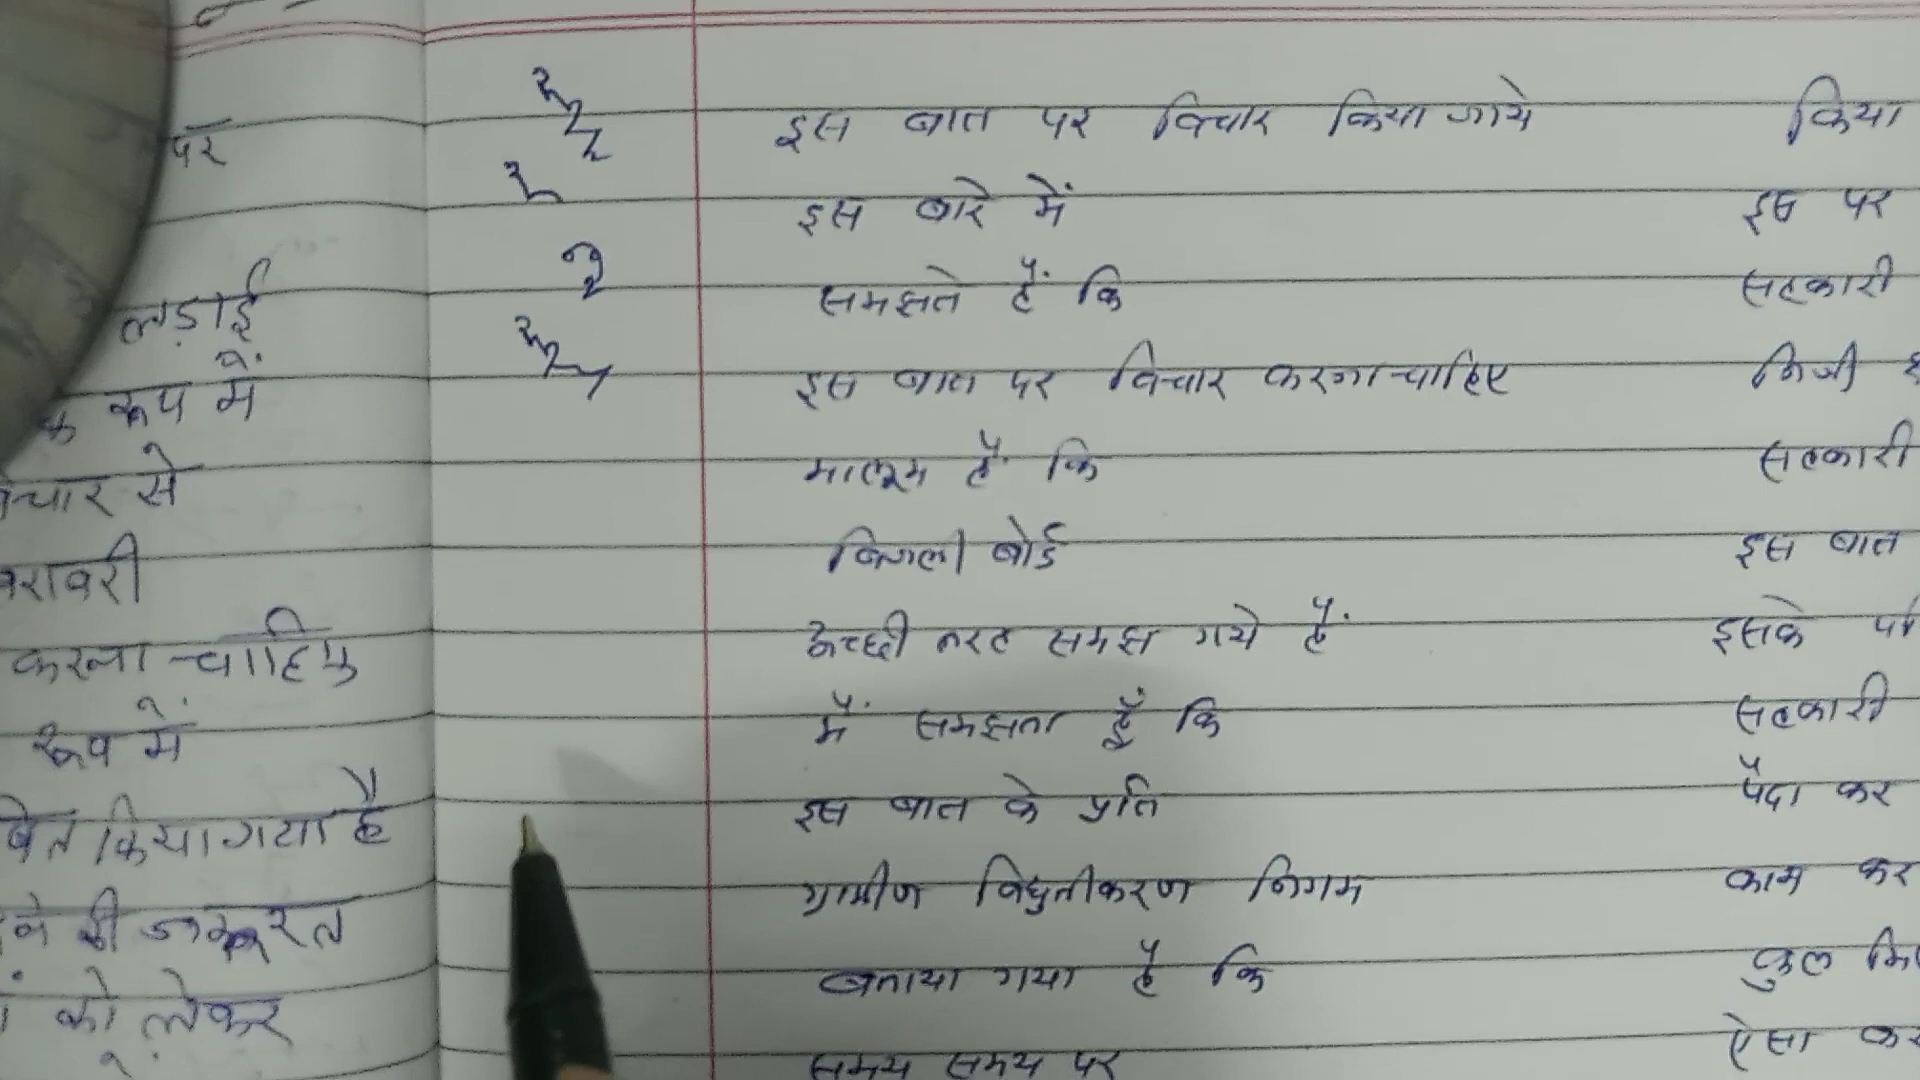 पर
लड़ाई
के रूप में
विचार से
बराबरी
करना चाहिए
रूप में
किया गया है
की जरूरत
को लेकर
इस बात पर विचार किया जाये
इस बारे में
समझते हैं कि
इस बात पर विचार करना चाहिए
मालूम है कि
बिजली बोर्ड
अच्छी तरह समझ गये हैं
मैं समझता हूँ कि
इस बात के प्रति
ग्रामीण विधुतीकरण निगम
बताया गया है कि
समय समय पर
किया
इस पर
सहकारी
निजी
सहकारी
इस बात
इसके
सहकारी
पैदा कर
काम कर
कुल
ऐसा कर